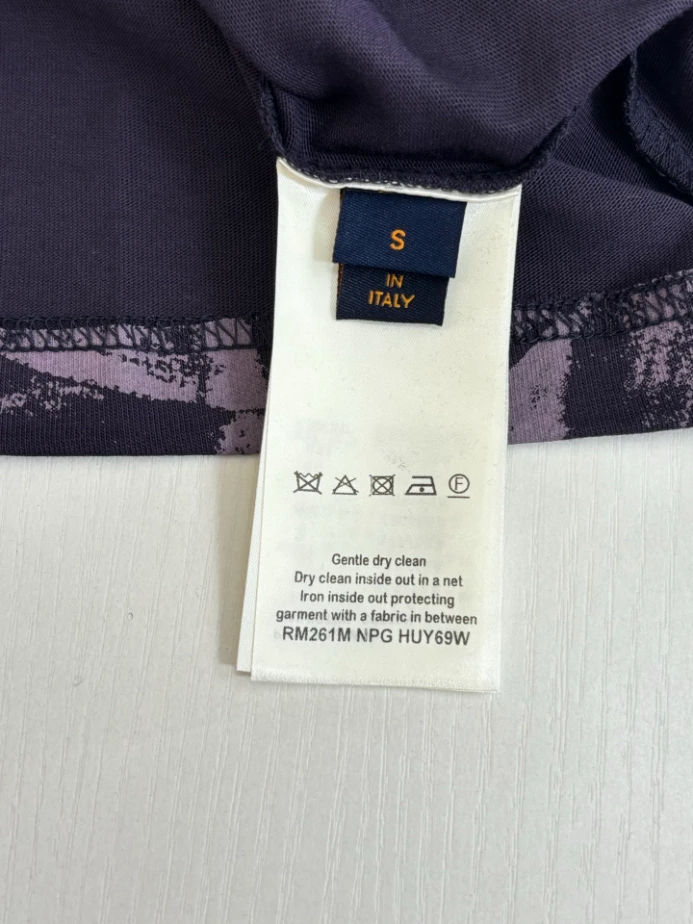 S
IN
ITALY
F
Gentle dry clean
Dry clean inside out in a net
Iron inside out protecting
garment with a fabric in between
RM261M NPG HUY69W